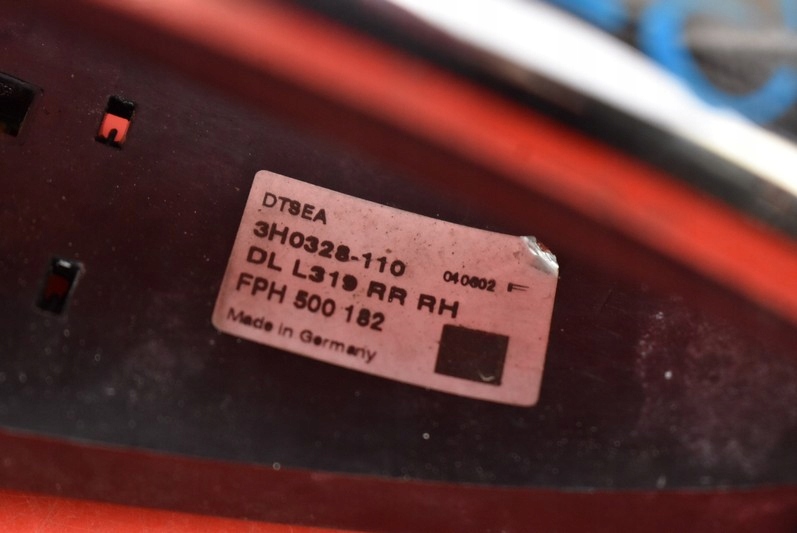 DTSEA
3H0328-110
DL L319 RR RH 040602 F
FPH 500 182
Made in Germany